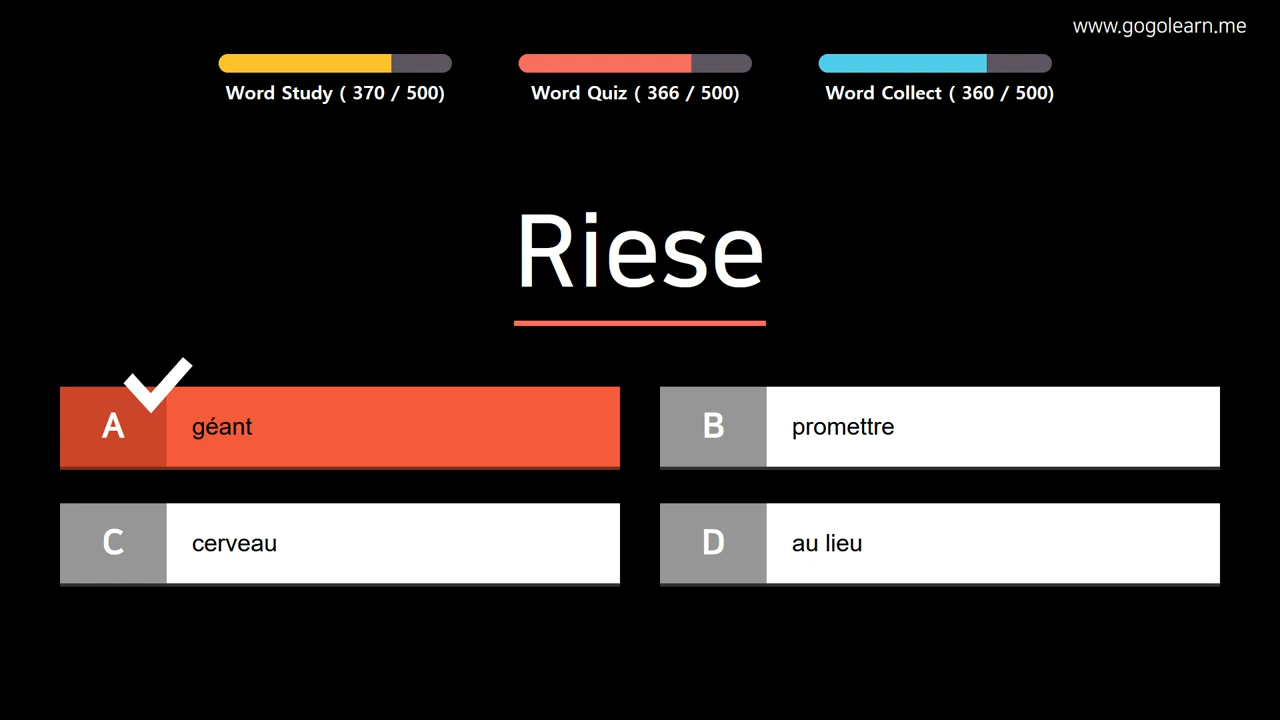 www.gogolearn.me
Word Study ( 370 / 500)
Word Quiz ( 366 / 500)
Word Collect ( 360 / 500)
Riese
A géant
B promettre
C cerveau
D au lieu